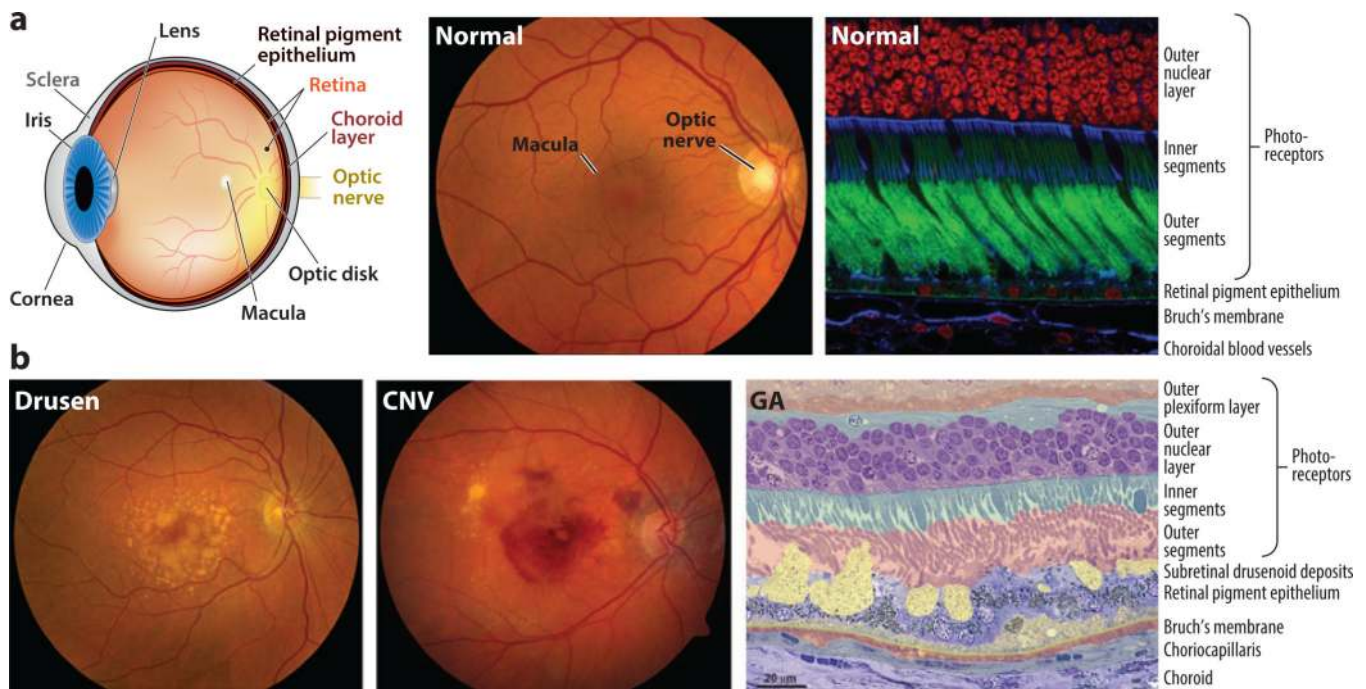 a
Lens
Retinal pigment
epithelium
Sclera
Retina
Iris
Choroid
layer
Optic
nerve
Optic disk
Cornea
Macula
Normal
Macula
Optic
nerve
Normal
Outer
nuclear
layer
Inner
segments
Photo-
receptors
Outer
segments
Retinal pigment epithelium
Bruch's membrane
Choroidal blood vessels
b
Drusen
CNV
GA
20 µm
Outer
plexiform layer
Outer
nuclear
layer
Photo-
receptors
Inner
segments
Outer
segments
Subretinal drusenoid deposits
Retinal pigment epithelium
Bruch's membrane
Choriocapillaris
Choroid